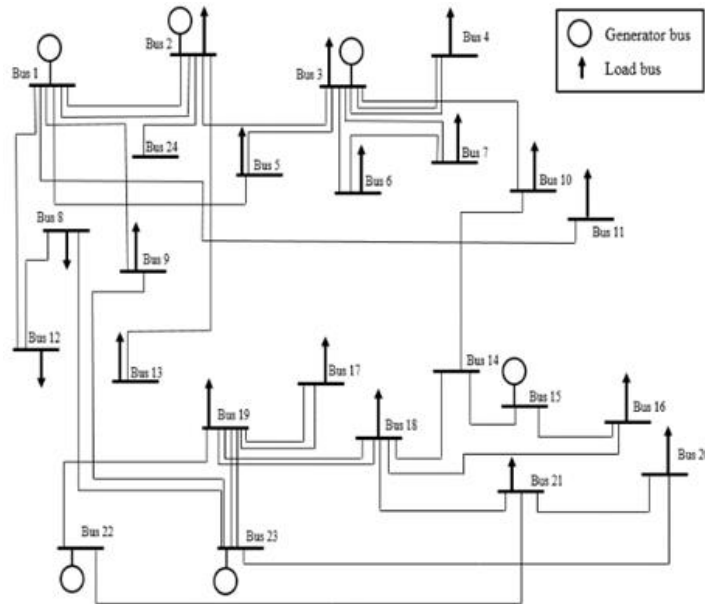 Bus 2
Bus 4
Generator bus
Load bus
Bus 1
Bus 3
Bus 24
Bus 5
Bus 7
Bus 6
Bus 10
Bus 8
Bus 11
Bus 9
Bus 12
Bus 13
Bus 14
Bus 17
Bus 15
Bus 16
Bus 19
Bus 18
Bus 20
Bus 21
Bus 22
Bus 23